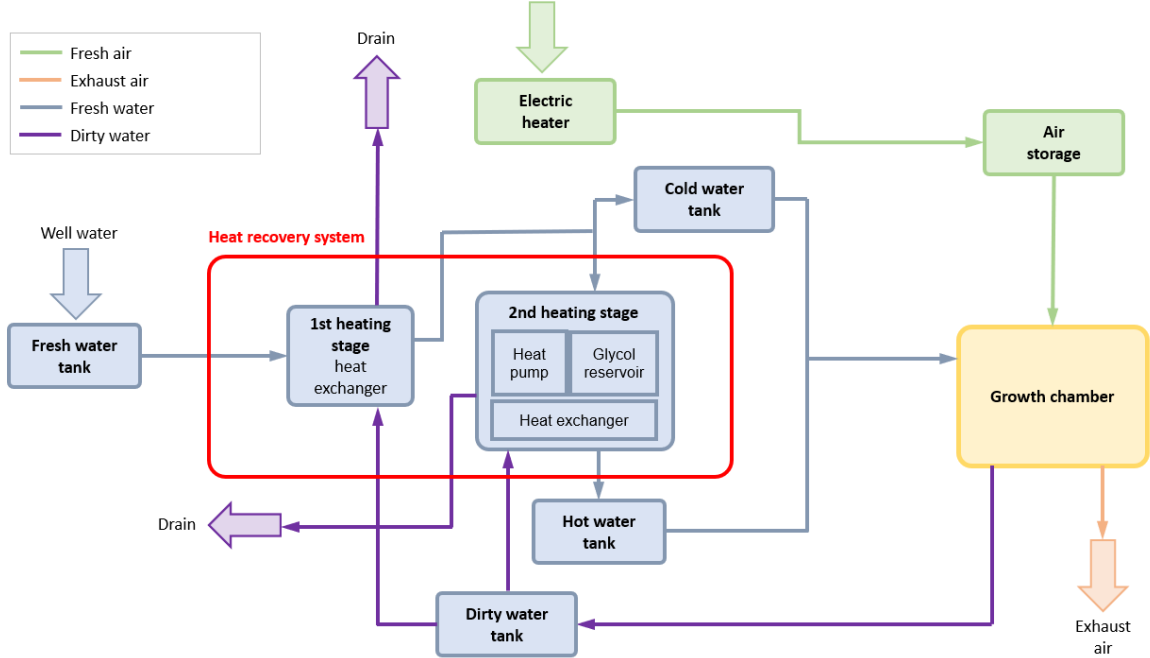 Fresh air
Exhaust air
Fresh water
Dirty water
Drain
Electric
heater
Air
storage
Cold water
tank
Well water
Heat recovery system
Fresh water
tank
1st heating
stage
heat
exchanger
2nd heating stage
Heat
pump
Glycol
reservoir
Heat exchanger
Growth chamber
Drain
Hot water
tank
Dirty water
tank
Exhaust
air